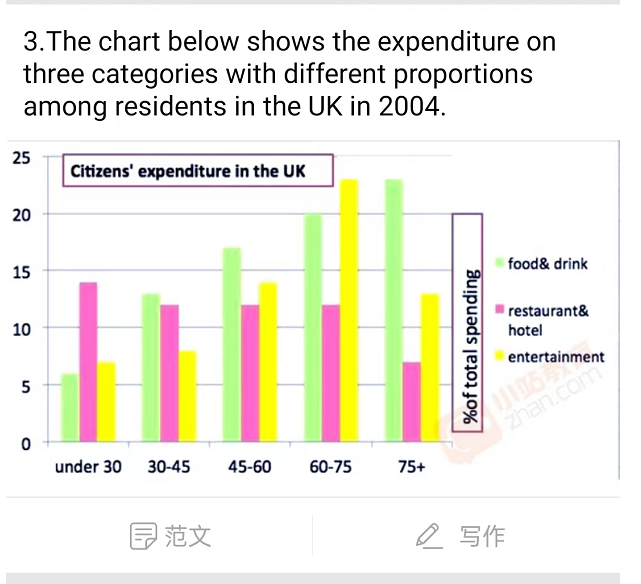 3.The chart below shows the expenditure on
three categories with different proportions
among residents in the UK in 2004.
25
Citizens' expenditure in the UK
20
15
10
5
0
under 30 30-45 45-60 60-75 75+
%of total spending
food& drink
restaurant&
hotel
entertainment
小站教育
zhan.com
范文 写作